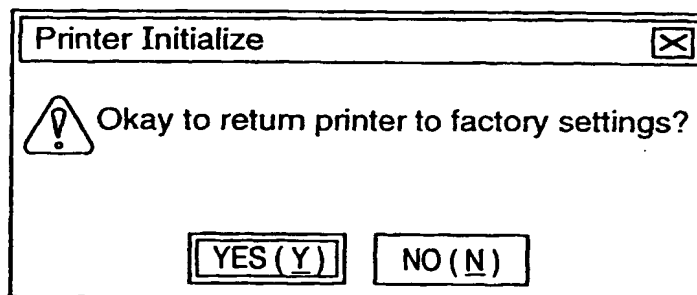 Printer Initialize
Okay to return printer to factory settings?
YES (Y)
NO (N)